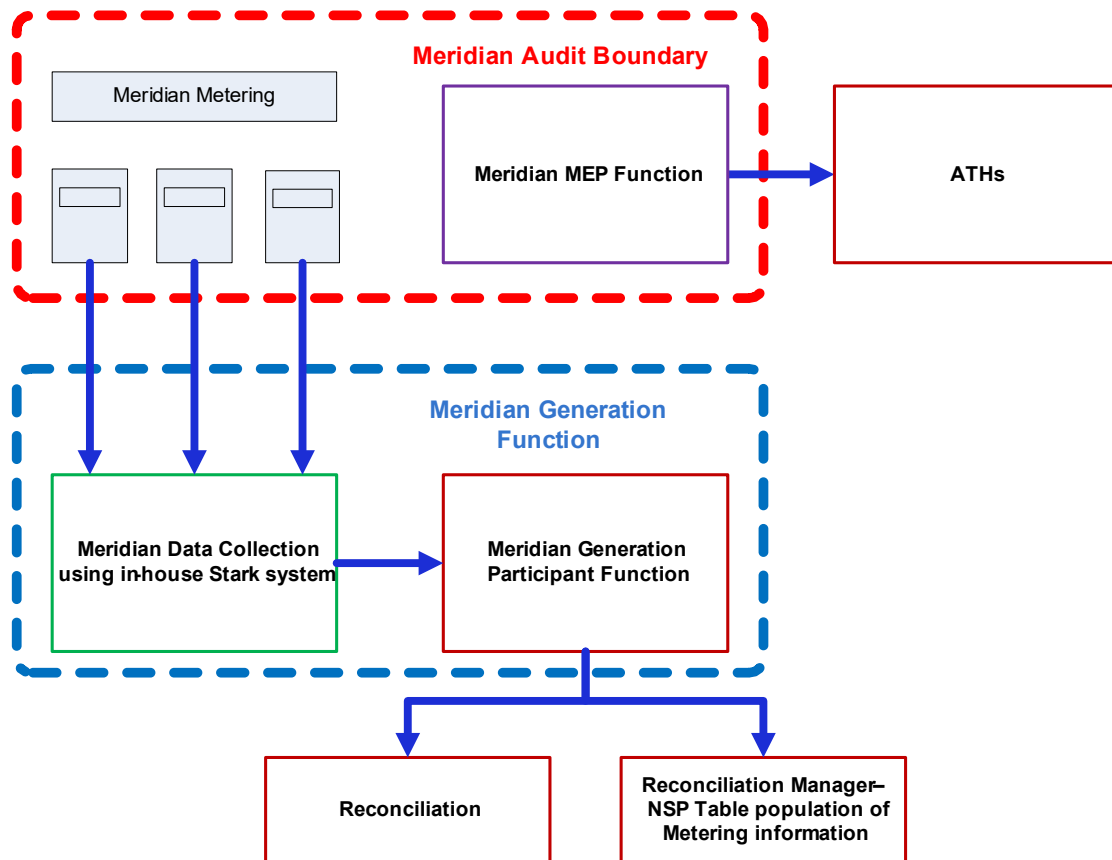 Meridian Audit Boundary
Meridian Metering
Meridian MEP Function
ATHs
Meridian Generation
Function
Meridian Data Collection
using in-house Stark system
Meridian Generation
Participant Function
Reconciliation
Reconciliation Manager–
NSP Table population of
Metering information